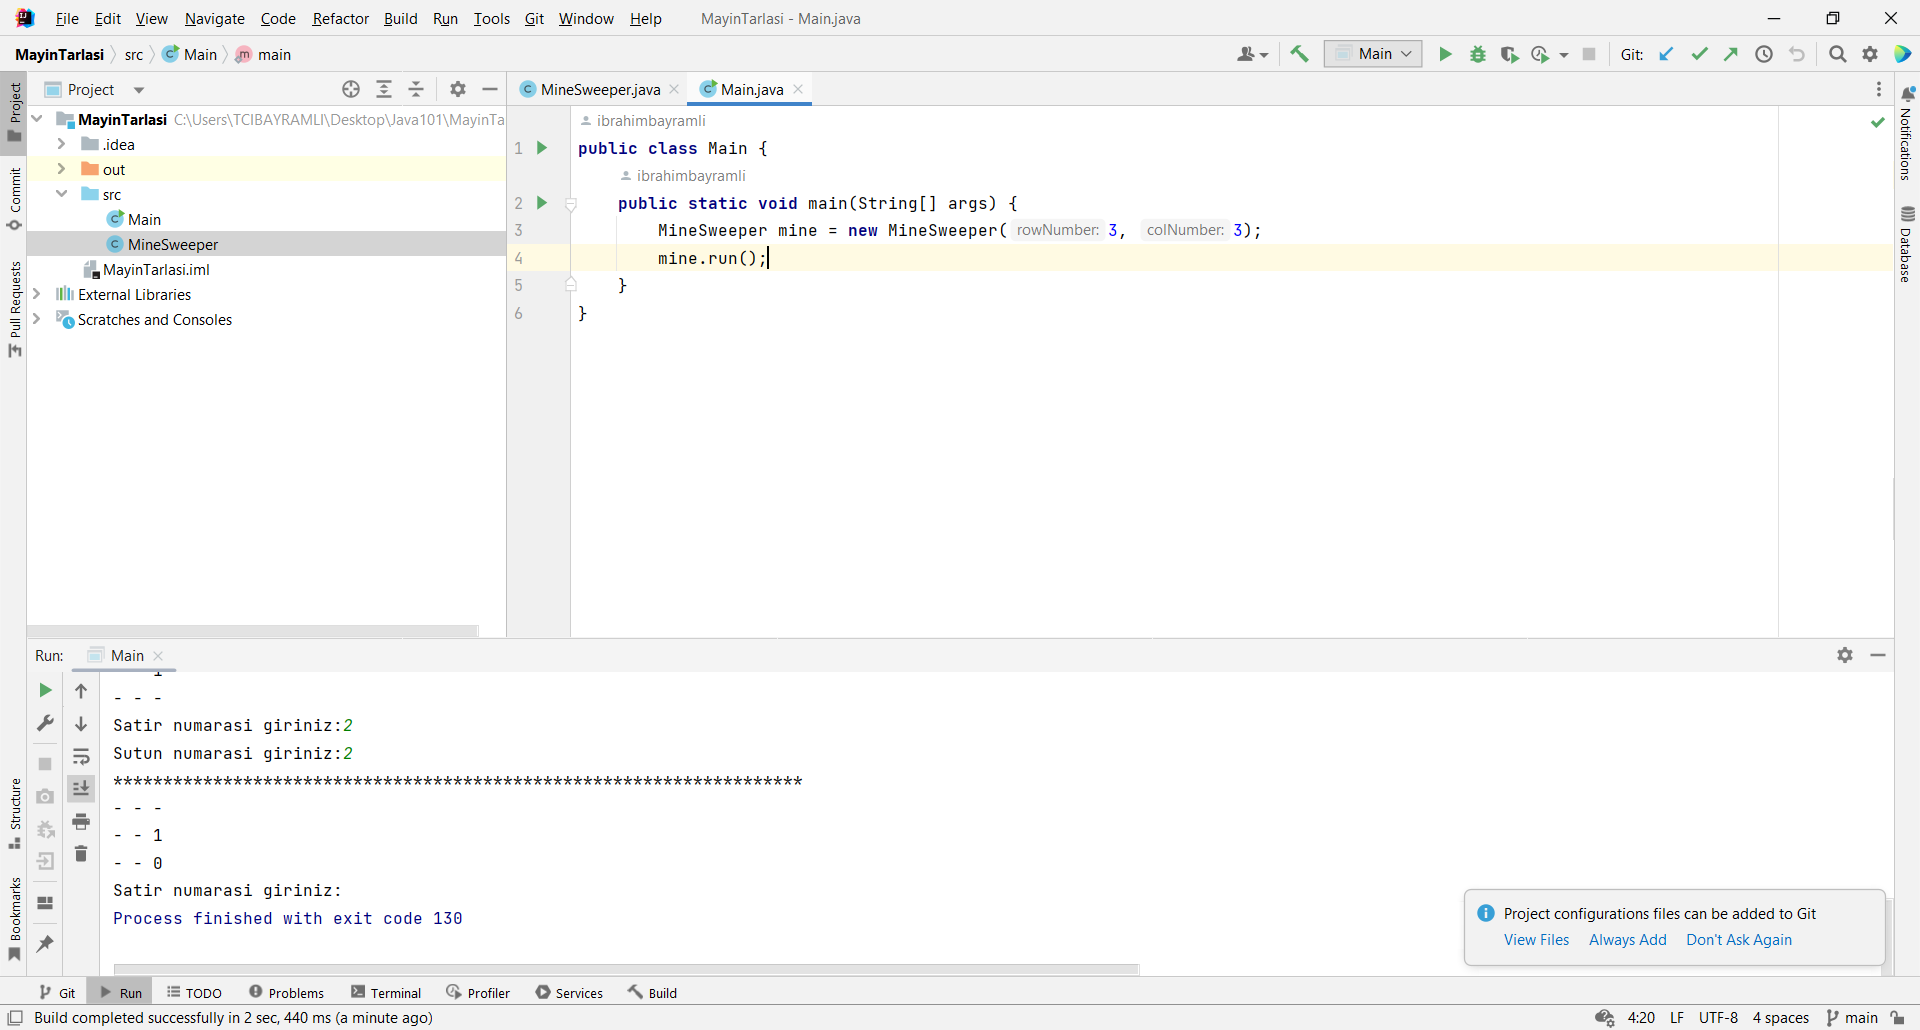 File Edit View Navigate Code Refactor Build Run Tools Git Window Help MayinTarlasi - Main.java
MayinTarlasi src Main main
Main Git:
Project
MineSweeper.java Main.java
MayinTarlasi C:\Users\TCIBAYRAMLI\Desktop\Java101\MayinTa
.idea
out
src
Main
MineSweeper
MayinTarlasi.iml
External Libraries
Scratches and Consoles
Project
Commit
Pull Requests
Structure
Bookmarks
Notifications
Database
ibrahimbayramli
1 public class Main {
ibrahimbayramli
2 public static void main(String[] args) {
3 MineSweeper mine = new MineSweeper( rowNumber: 3, colNumber: 3);
4 mine.run();
5 }
6 }
Run: Main
- - -
Satir numarasi giriniz:2
Sutun numarasi giriniz:2
*********************************************************************
- - -
- - 1
- - 0
Satir numarasi giriniz:
Process finished with exit code 130
Project configurations files can be added to Git
View Files Always Add Don't Ask Again
Git Run TODO Problems Terminal Profiler Services Build
Build completed successfully in 2 sec, 440 ms (a minute ago)
4:20 LF UTF-8 4 spaces main